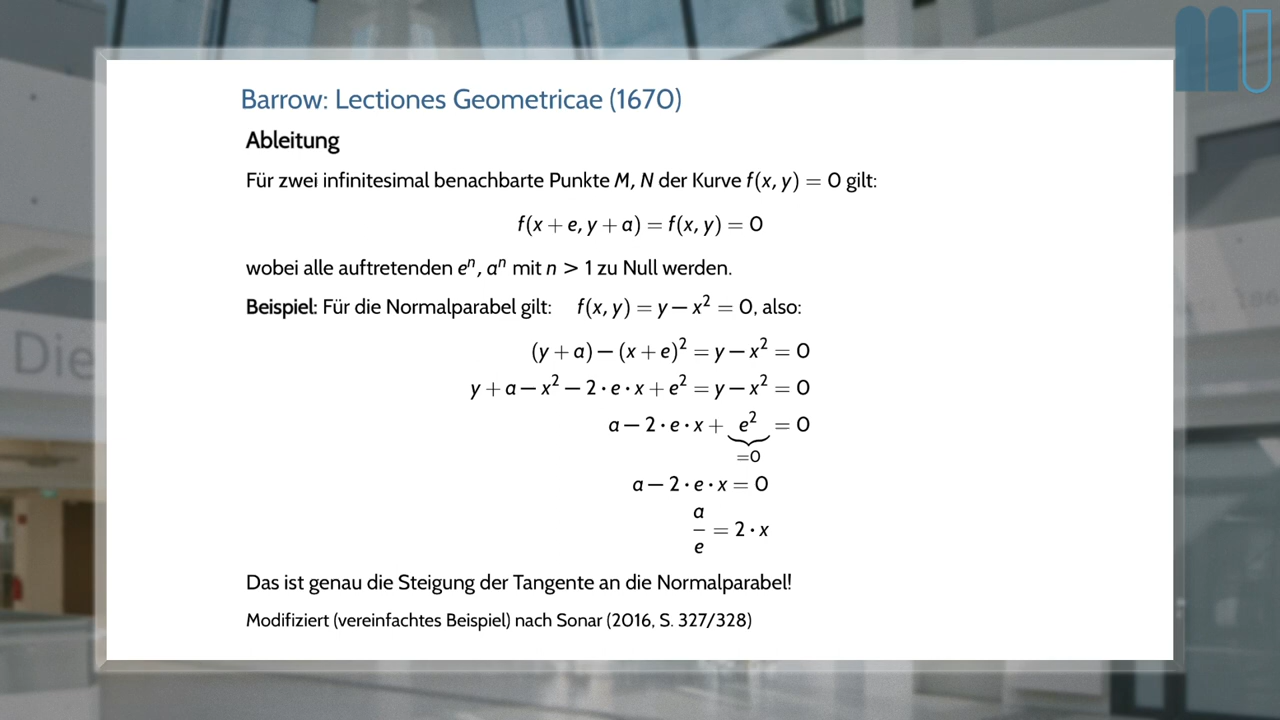 Barrow: Lectiones Geometricae (1670)
Ableitung
Für zwei infinitesimal benachbarte Punkte M, N der Kurve f(x, y) = 0 gilt:
f(x + e, y + a) = f(x, y) = 0
wobei alle auftretenden eⁿ, aⁿ mit n > 1 zu Null werden.
Beispiel: Für die Normalparabel gilt: f(x, y) = y − x² = 0, also:
(y + a) − (x + e)² = y − x² = 0
y + a − x² − 2 · e · x + e² = y − x² = 0
a − 2 · e · x + e² = 0
=0
a − 2 · e · x = 0
a/e = 2 · x
Das ist genau die Steigung der Tangente an die Normalparabel!
Modifiziert (vereinfachtes Beispiel) nach Sonar (2016, S. 327/328)
Die